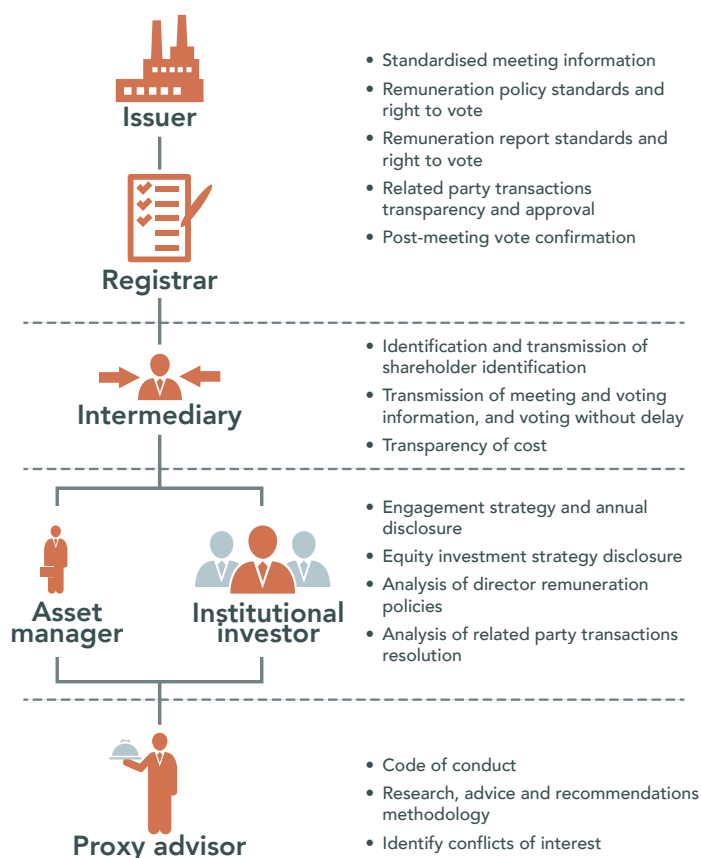 Issuer
Registrar
• Standardised meeting information
• Remuneration policy standards and
right to vote
• Remuneration report standards and
right to vote
• Related party transactions
transparency and approval
• Post-meeting vote confirmation
Intermediary
• Identification and transmission of
shareholder identification
• Transmission of meeting and voting
information, and voting without delay
• Transparency of cost
Asset
manager
Institutional
investor
• Engagement strategy and annual
disclosure
• Equity investment strategy disclosure
• Analysis of director remuneration
policies
• Analysis of related party transactions
resolution
Proxy advisor
• Code of conduct
• Research, advice and recommendations
methodology
• Identify conflicts of interest